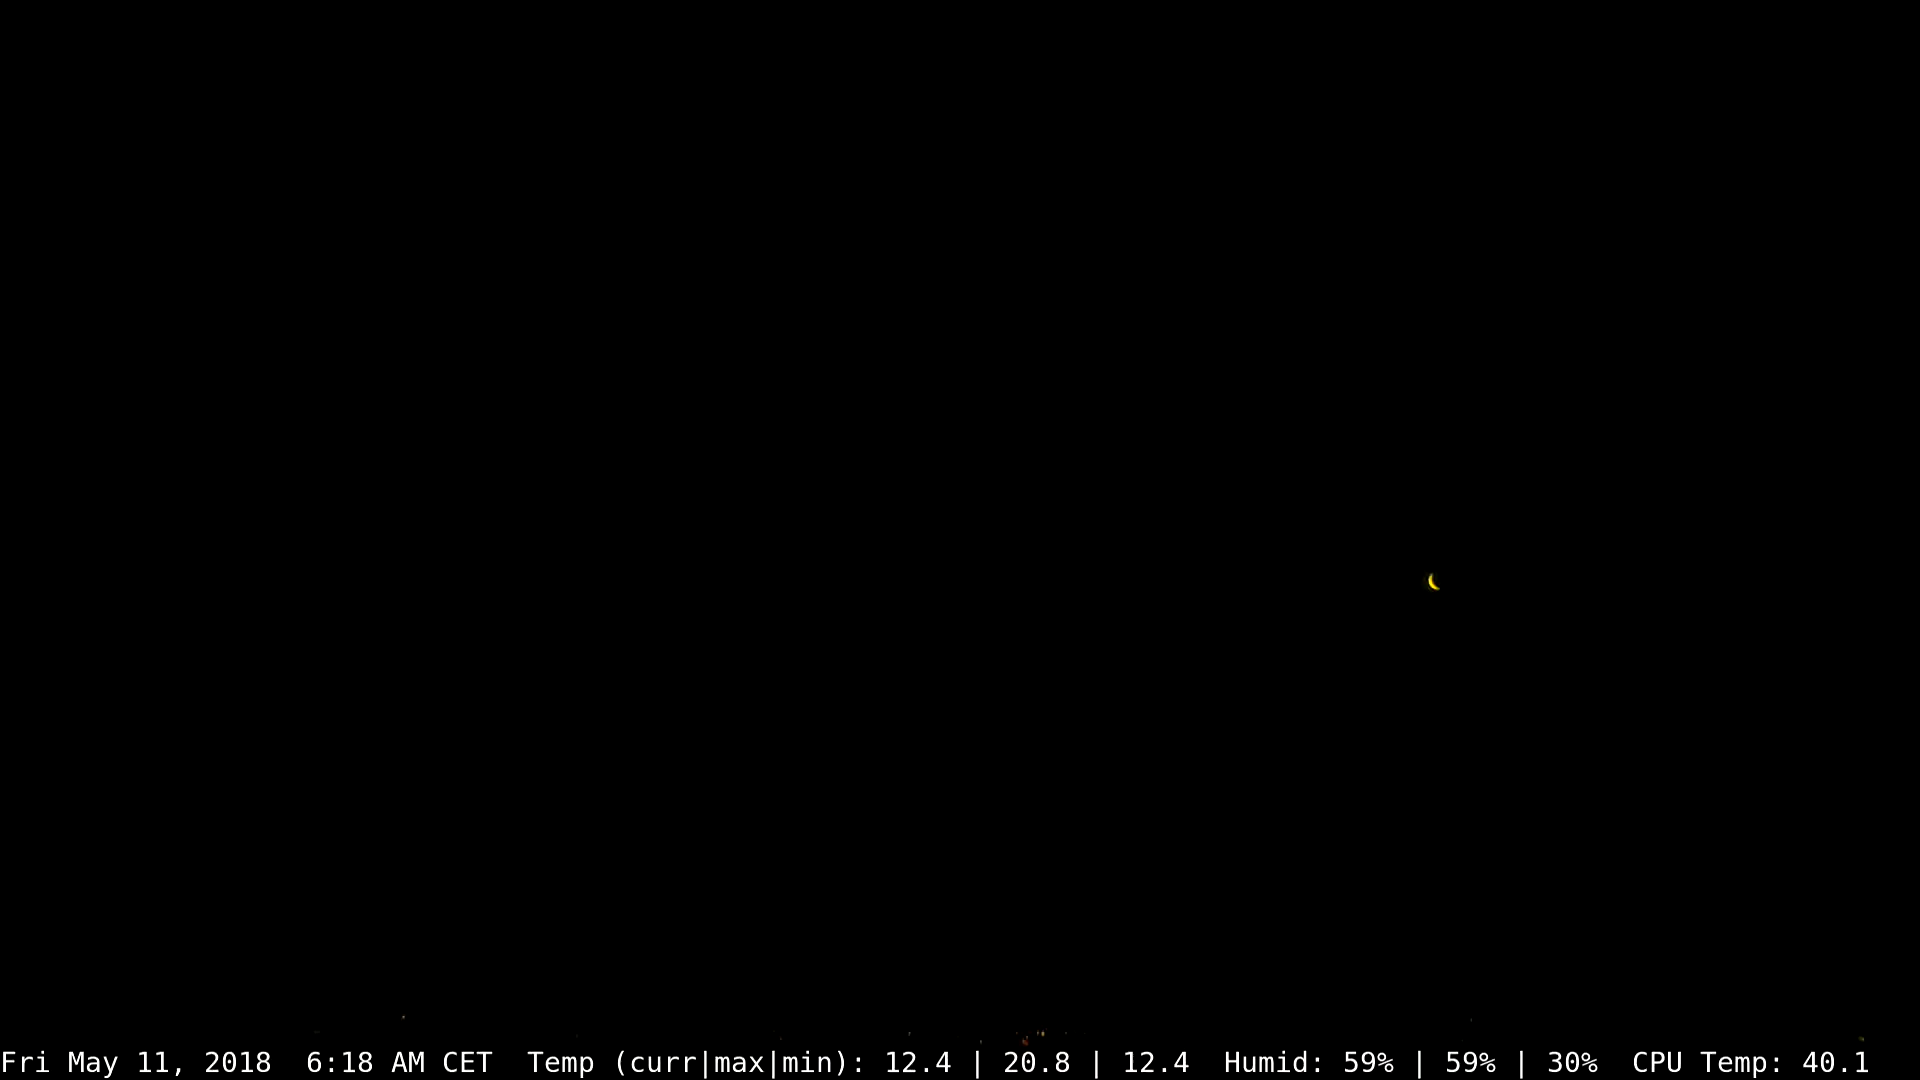 Fri May 11, 2018  6:18 AM CET  Temp (curr|max|min): 12.4 | 20.8 | 12.4  Humid: 59% | 59% | 30%  CPU Temp: 40.1